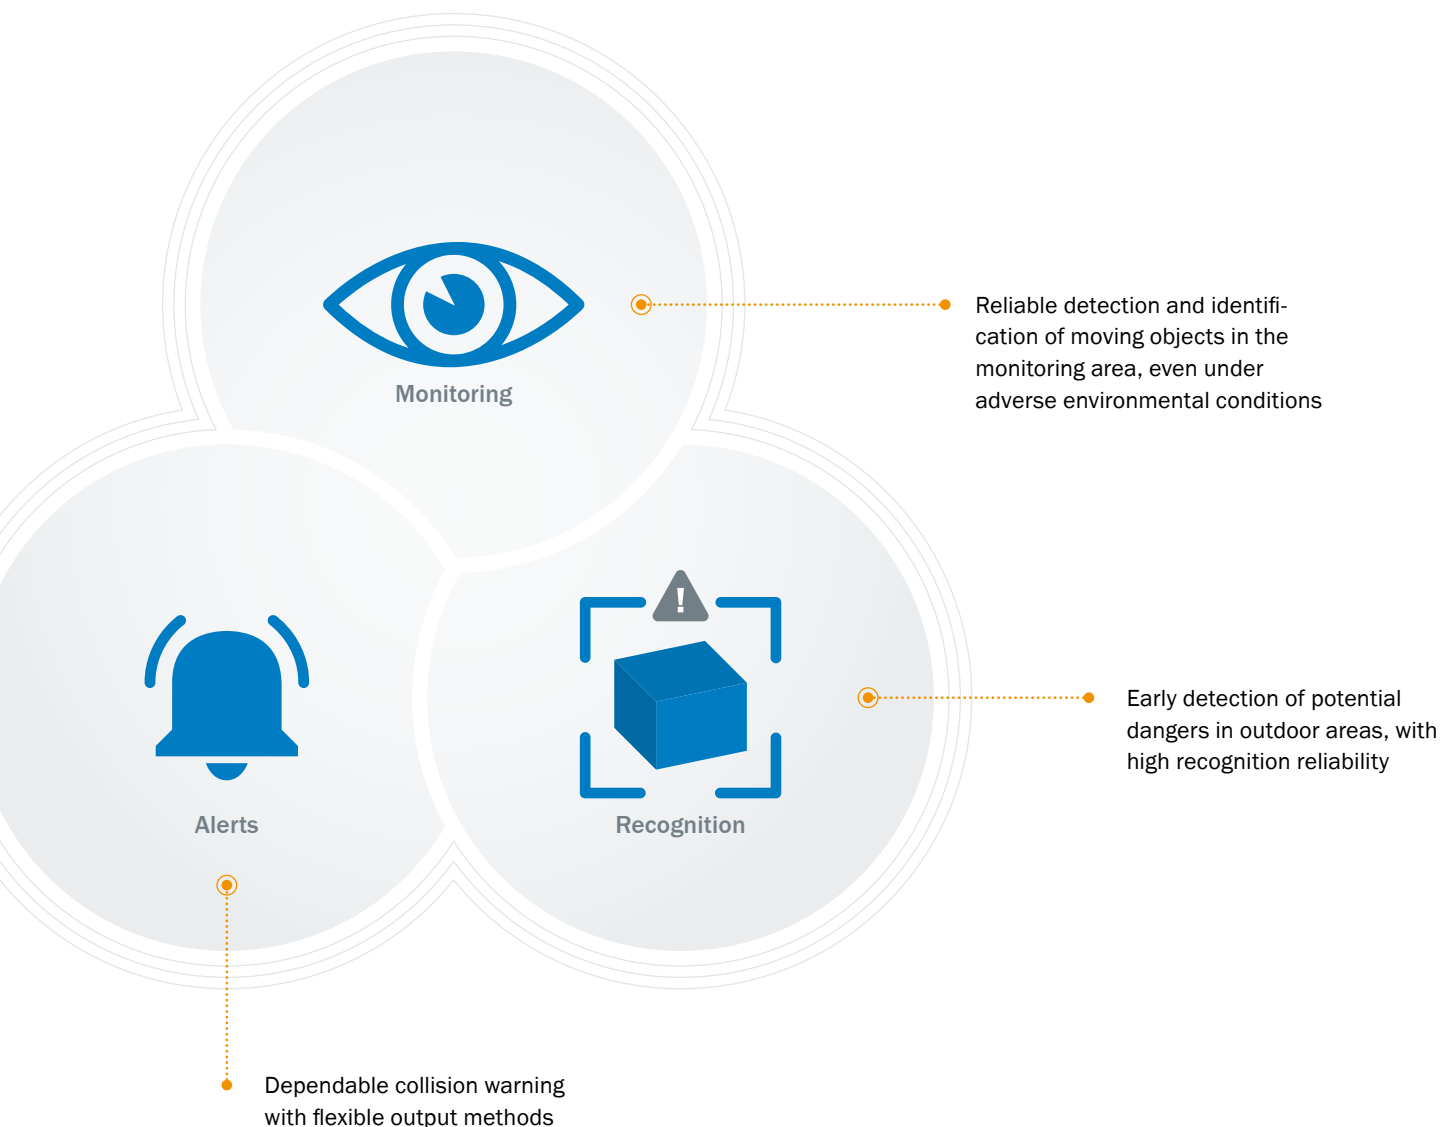 Monitoring
Reliable detection and identifi-
cation of moving objects in the
monitoring area, even under
adverse environmental conditions
!
Alerts
Recognition
Early detection of potential
dangers in outdoor areas, with
high recognition reliability
Dependable collision warning
with flexible output methods